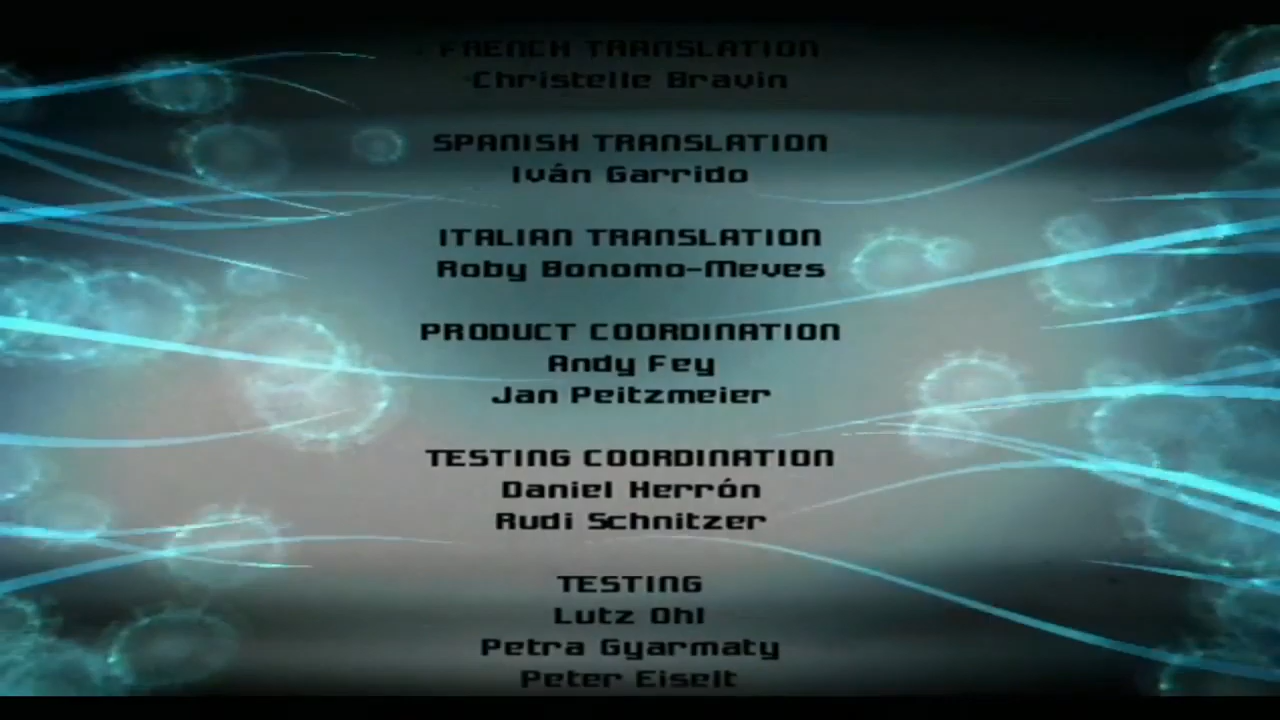 FRENCH TRANSLATION
Christelle Bravin
SPANISH TRANSLATION
Iván Garrido
ITALIAN TRANSLATION
Roby Bonomo-Meves
PRODUCT COORDINATION
Andy Fey
Jan Peitzmeier
TESTING COORDINATION
Daniel Herrón
Rudi Schnitzer
TESTING
Lutz Ohl
Petra Gyarmaty
Peter Eiselt